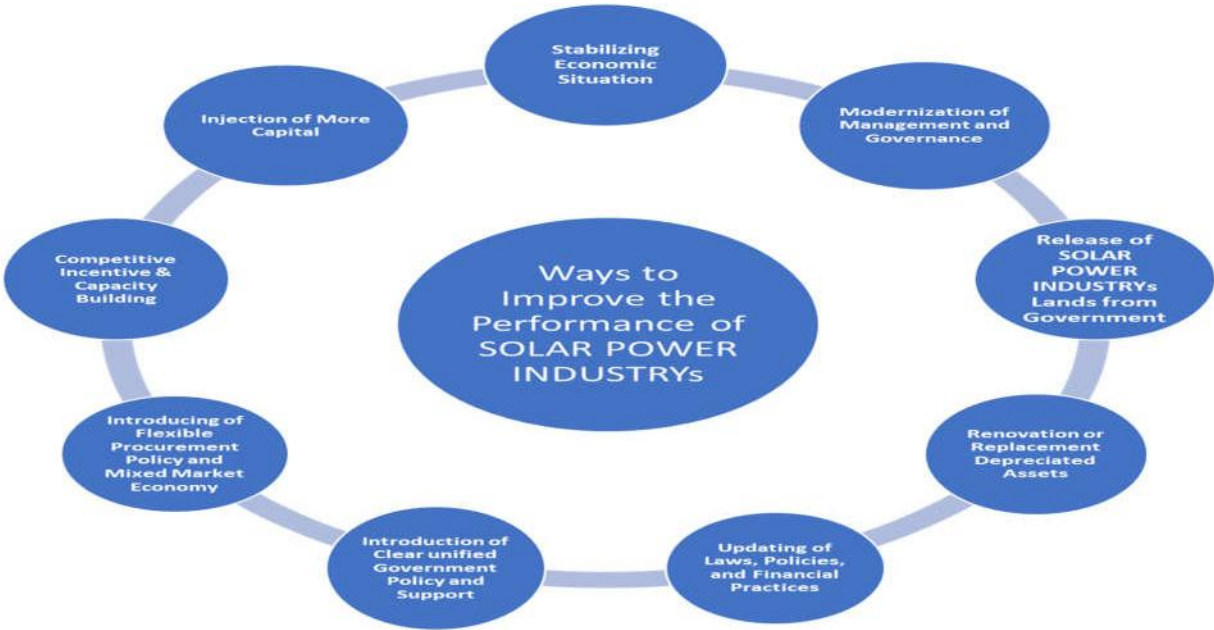 Stabilizing
Economic
Situation
Modernization of
Management and
Governance
Release of
SOLAR
POWER
INDUSTRYs
Lands from
Government
Renovation or
Replacement
Depreciated
Assets
Updating of
Laws, Policies,
and Financial
Practices
Introduction of
Clear unified
Government
Policy and
Support
Introducing of
Flexible
Procurement
Policy and
Mixed Market
Economy
Competitive
Incentive &
Capacity
Building
Injection of More
Capital
Ways to
Improve the
Performance of
SOLAR POWER
INDUSTRYs